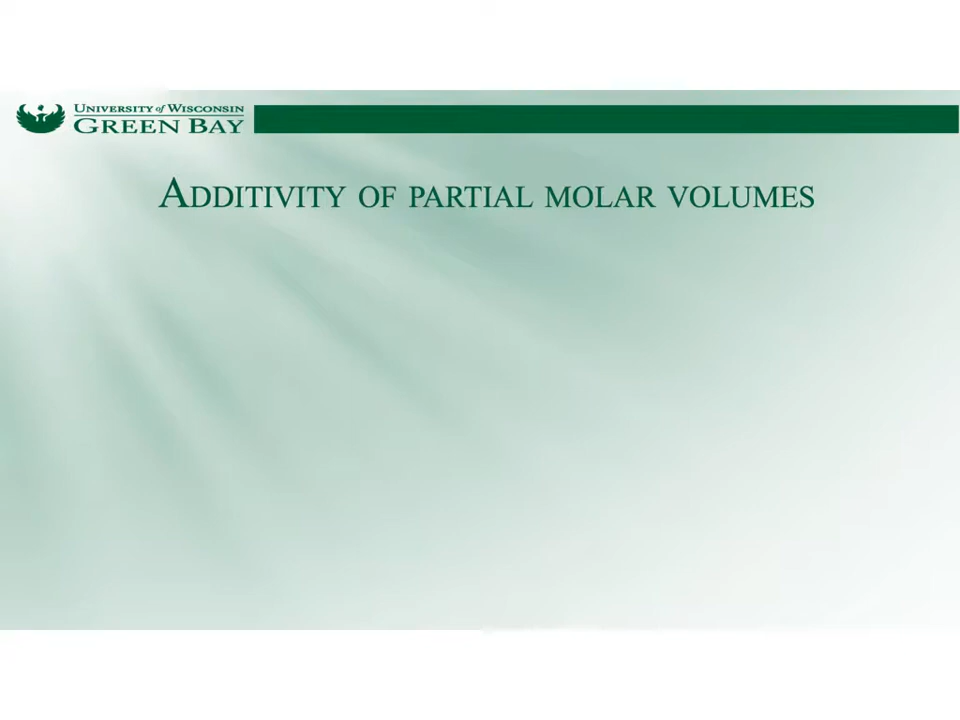 University of Wisconsin
Green Bay
Additivity of partial molar volumes